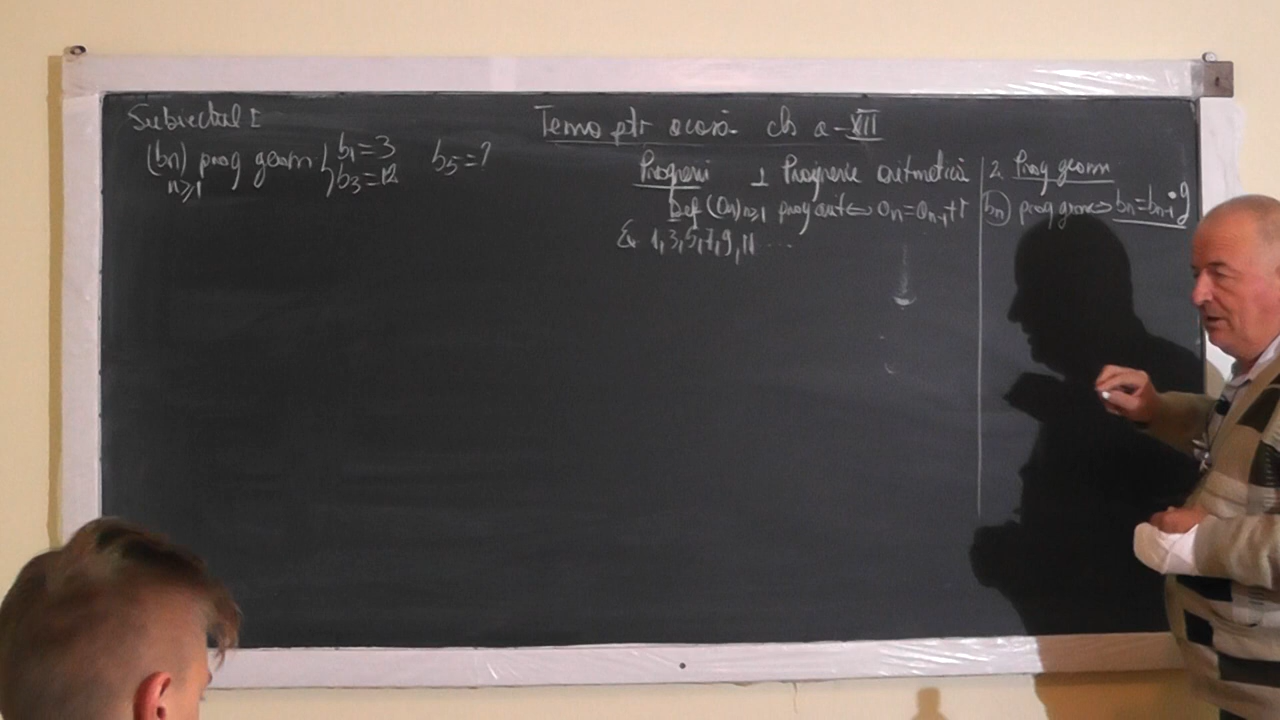 Subiectul I
(bn) n≥1 prog geom } b1=3 b5=?
b3=12
Tema ptr acasă cls a-XII
Progresii 1 Progresie aritmetică
Def (an)n≥1 prog arit ⇔ an=an-1+r
Ex 1,3,5,7,9,11 ...
2. Prog geom
(bn) prog geom ⇔ bn=bn-1·q